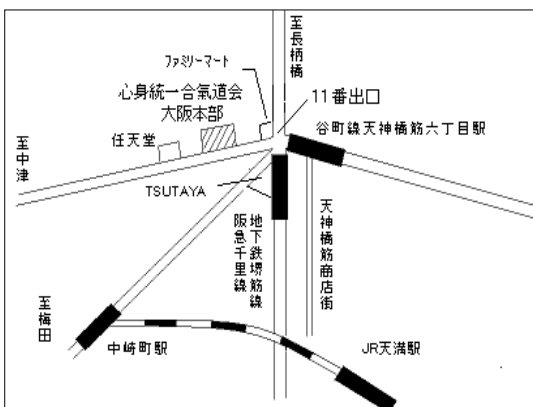 至長柄橋
ファミリーマート
心身統一合氣道会
大阪本部
11番出口
任天堂
谷町線天神橋筋六丁目駅
至中津
TSUTAYA
地下鉄堺筋線
阪急千里線
天神橋筋商店街
至梅田
中崎町駅
JR天満駅